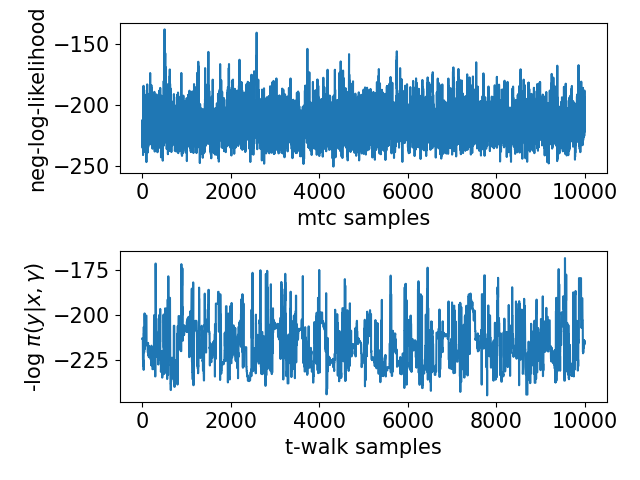 neg-log-likelihood
−150
−200
−250
0 2000 4000 6000 8000 10000
mtc samples
-log π(y|x, γ)
−175
−200
−225
0 2000 4000 6000 8000 10000
t-walk samples